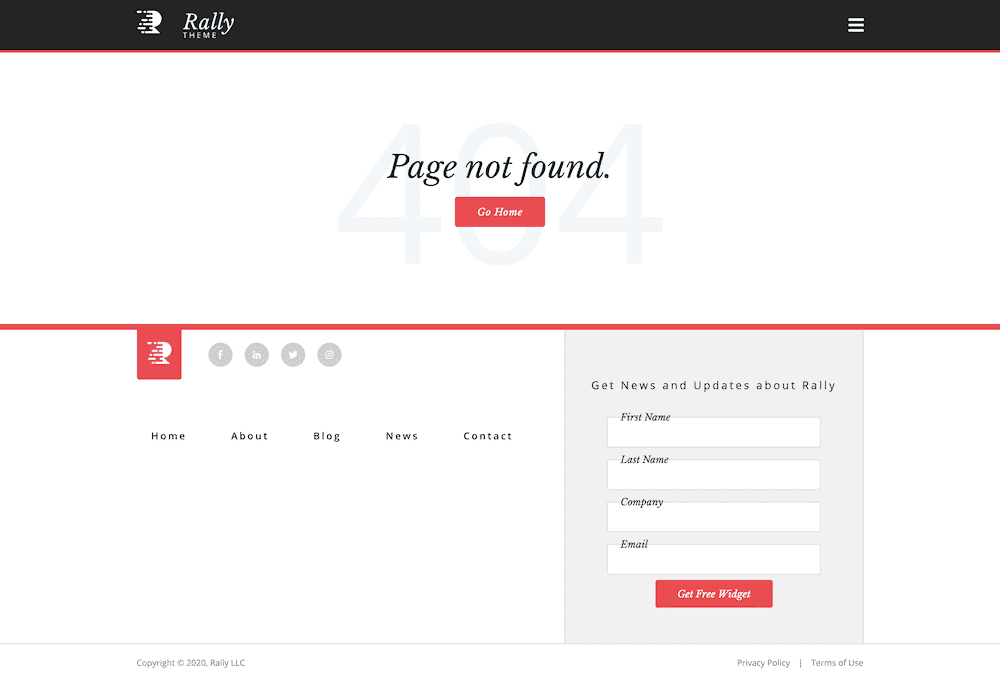 Rally
THEME
404
Page not found.
Go Home
Home About Blog News Contact
Get News and Updates about Rally
First Name
Last Name
Company
Email
Get Free Widget
Copyright © 2020, Rally LLC
Privacy Policy | Terms of Use